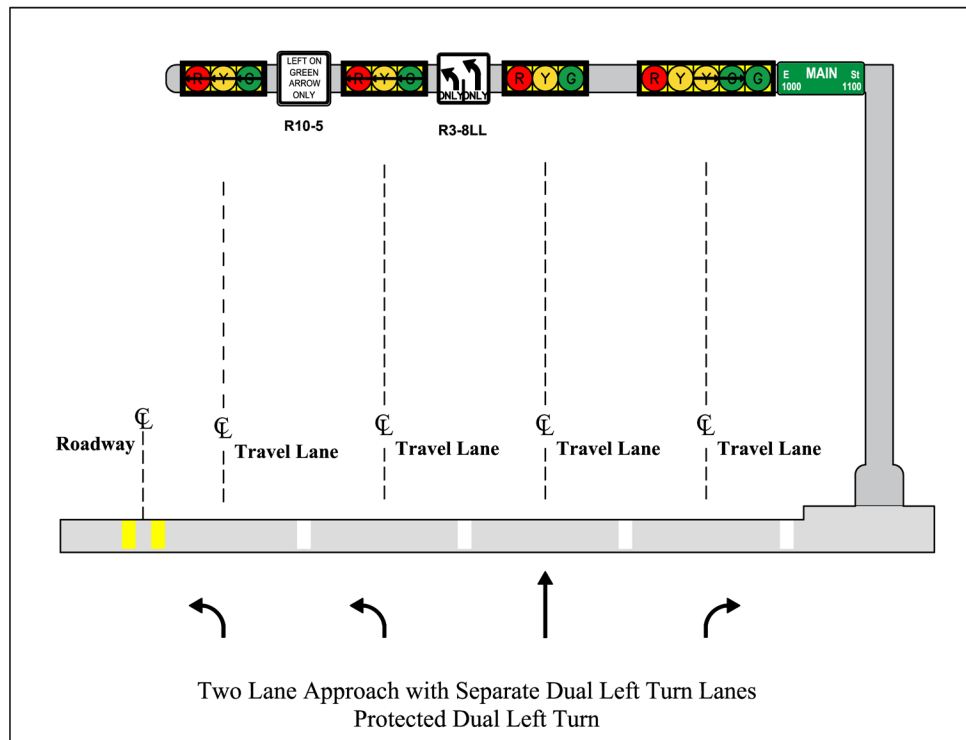 R Y G
LEFT ON
GREEN
ARROW
ONLY
R Y G
ONLY ONLY
R Y G
R Y Y G G
E MAIN St
1000 1100
R10-5
R3-8LL
℄
Roadway
℄
Travel Lane
℄
Travel Lane
℄
Travel Lane
℄
Travel Lane
Two Lane Approach with Separate Dual Left Turn Lanes
Protected Dual Left Turn